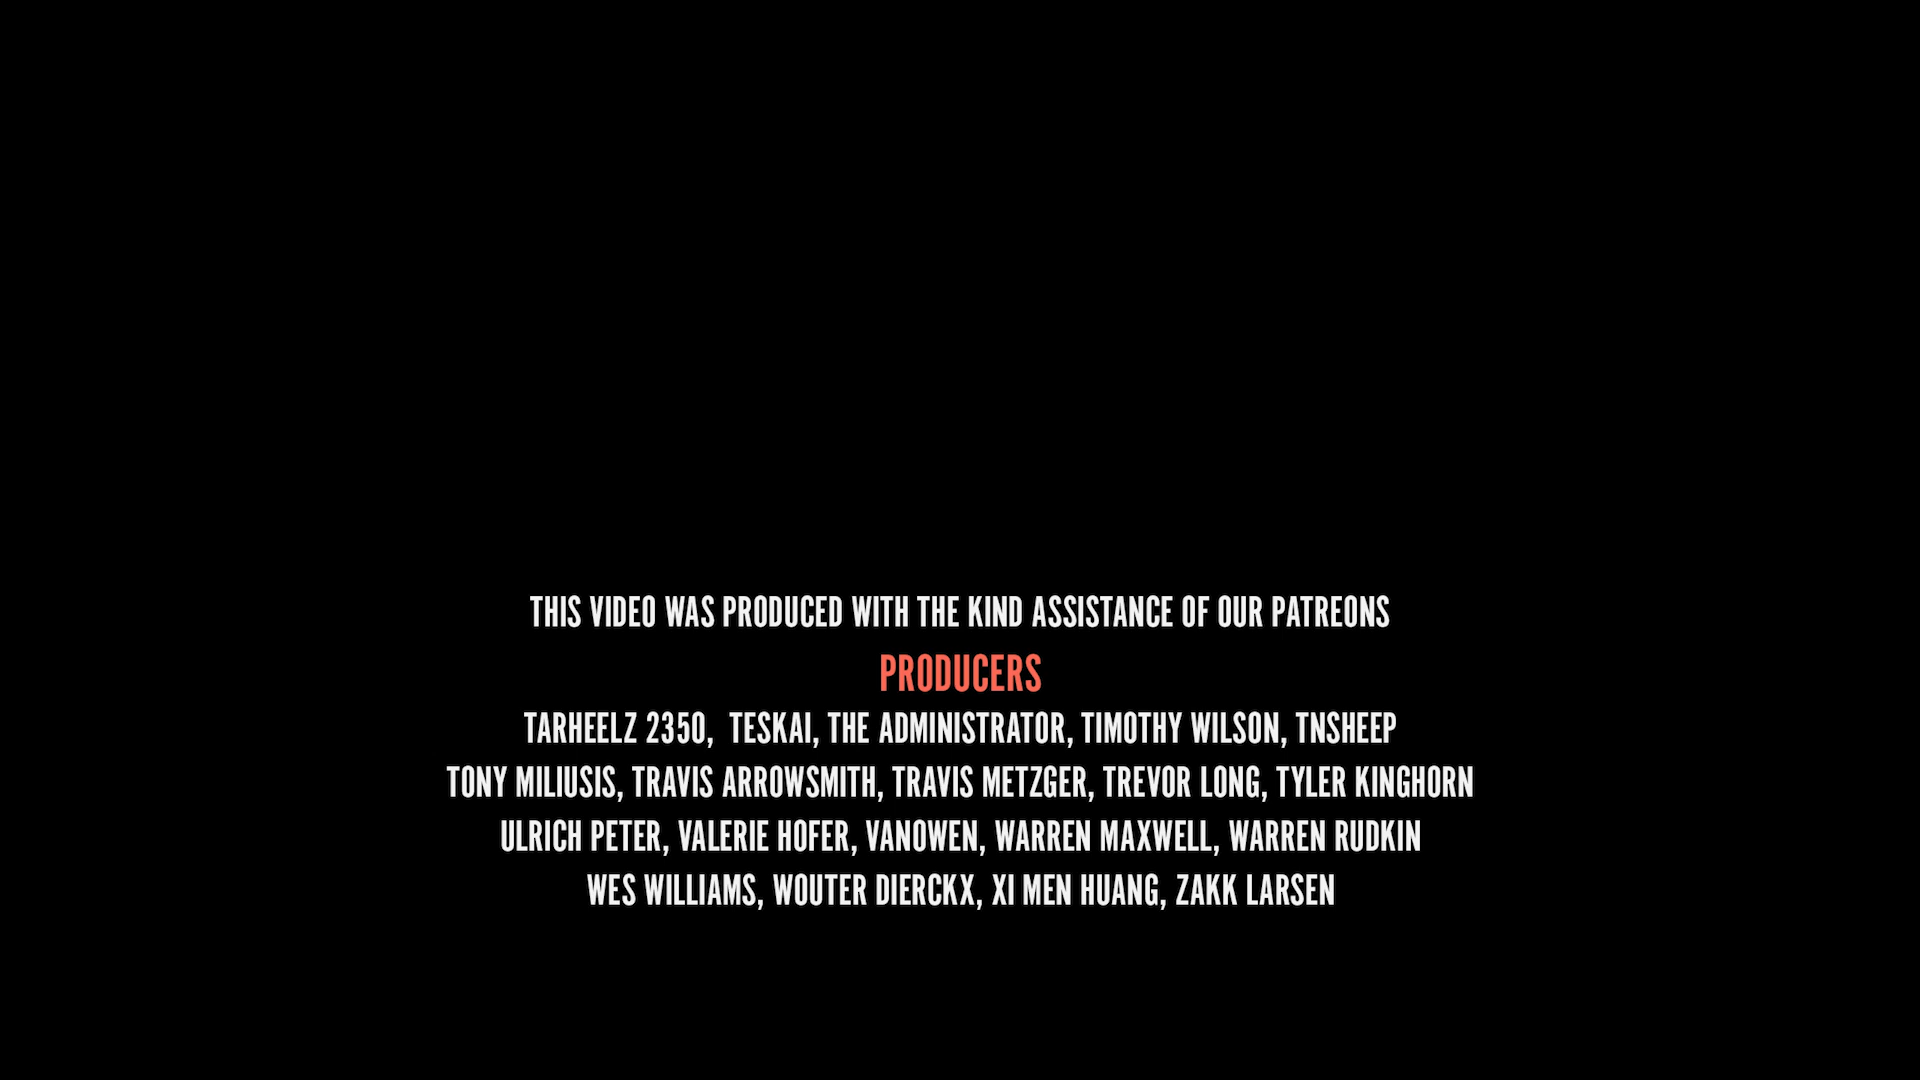 THIS VIDEO WAS PRODUCED WITH THE KIND ASSISTANCE OF OUR PATREONS
PRODUCERS
TARHEELZ 2350,  TESKAI, THE ADMINISTRATOR, TIMOTHY WILSON, TNSHEEP
TONY MILIUSIS, TRAVIS ARROWSMITH, TRAVIS METZGER, TREVOR LONG, TYLER KINGHORN
ULRICH PETER, VALERIE HOFER, VANOWEN, WARREN MAXWELL, WARREN RUDKIN
WES WILLIAMS, WOUTER DIERCKX, XI MEN HUANG, ZAKK LARSEN